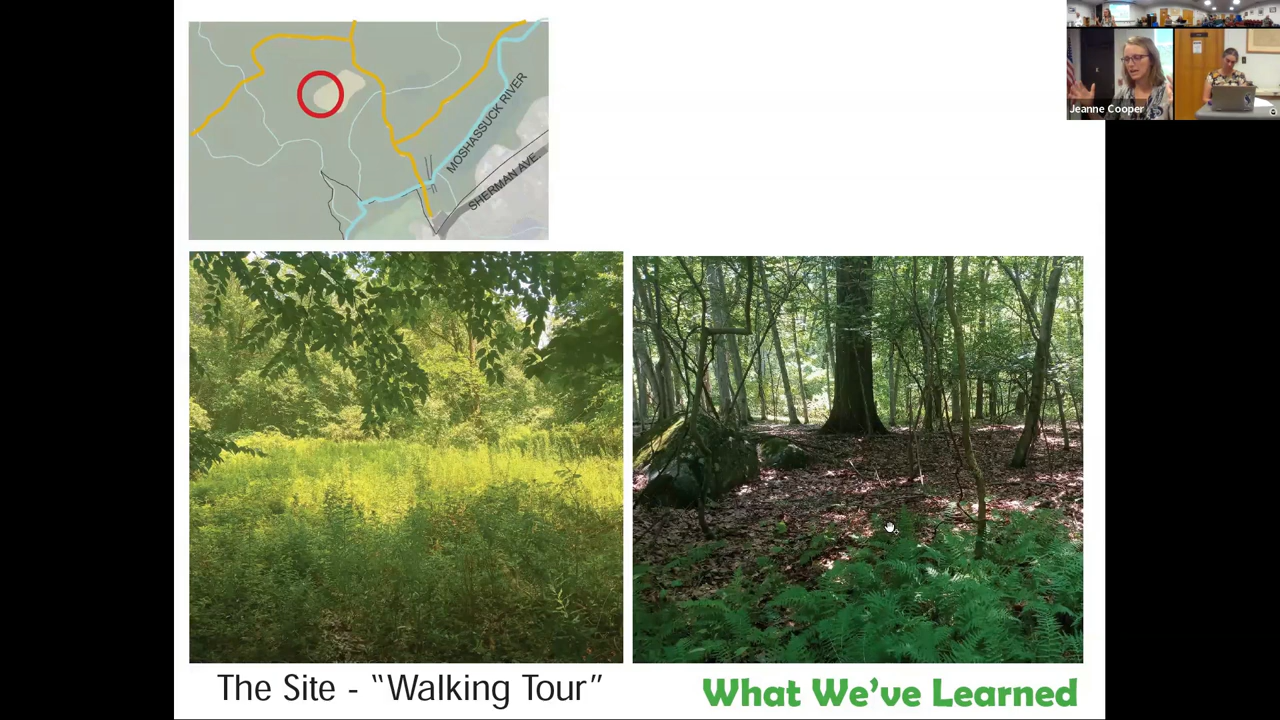 MOSHASSUCK RIVER
SHERMAN AVE
Jeanne Cooper
The Site - “Walking Tour”
What We’ve Learned